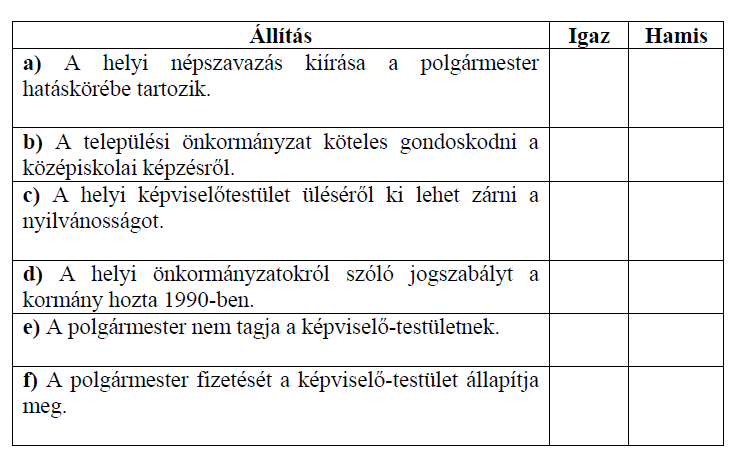 Állítás Igaz Hamis
a) A helyi népszavazás kiírása a polgármester
hatáskörébe tartozik.
b) A települési önkormányzat köteles gondoskodni a
középiskolai képzésről.
c) A helyi képviselőtestület üléséről ki lehet zárni a
nyilvánosságot.
d) A helyi önkormányzatokról szóló jogszabályt a
kormány hozta 1990-ben.
e) A polgármester nem tagja a képviselő-testületnek.
f) A polgármester fizetését a képviselő-testület állapítja
meg.